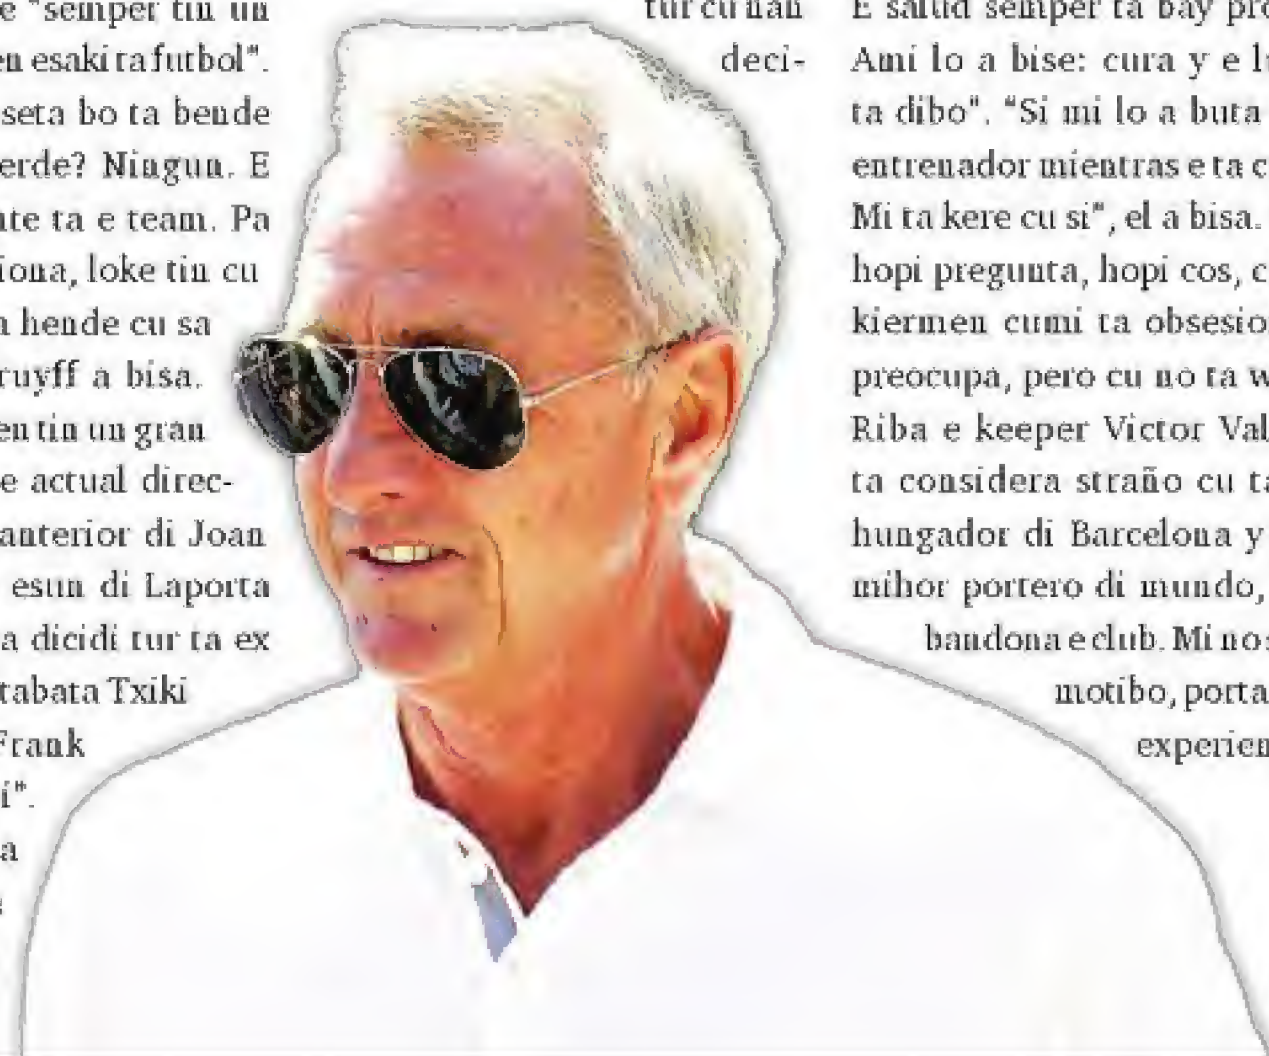 e "semper tin un
en esaki ta futbol".
seta bo ta bende
erde? Ningun. E
nte ta e team. Pa
iona, loke tin cu
a hende cu sa
ruyff a bisa.
en tin un gran
e actual direc-
anterior di Joan
esun di Laporta
a dicidi tur ta ex
tabata Txiki
Frank
i".
a
tur cu nan
deci-
E salud semper ta bay pro
Ami lo a bise: cura y e l
ta dibo". "Si mi lo a buta
entrenador mientras e ta c
Mi ta kere cu si", el a bisa.
hopi pregunta, hopi cos, c
kiermen cumi ta obsesio
preocupa, pero cu no ta w
Riba e keeper Victor Val
ta considera straño cu ta
hungador di Barcelona y
mihor portero di mundo,
bandona e club. Mi no
motibo, porta
experien